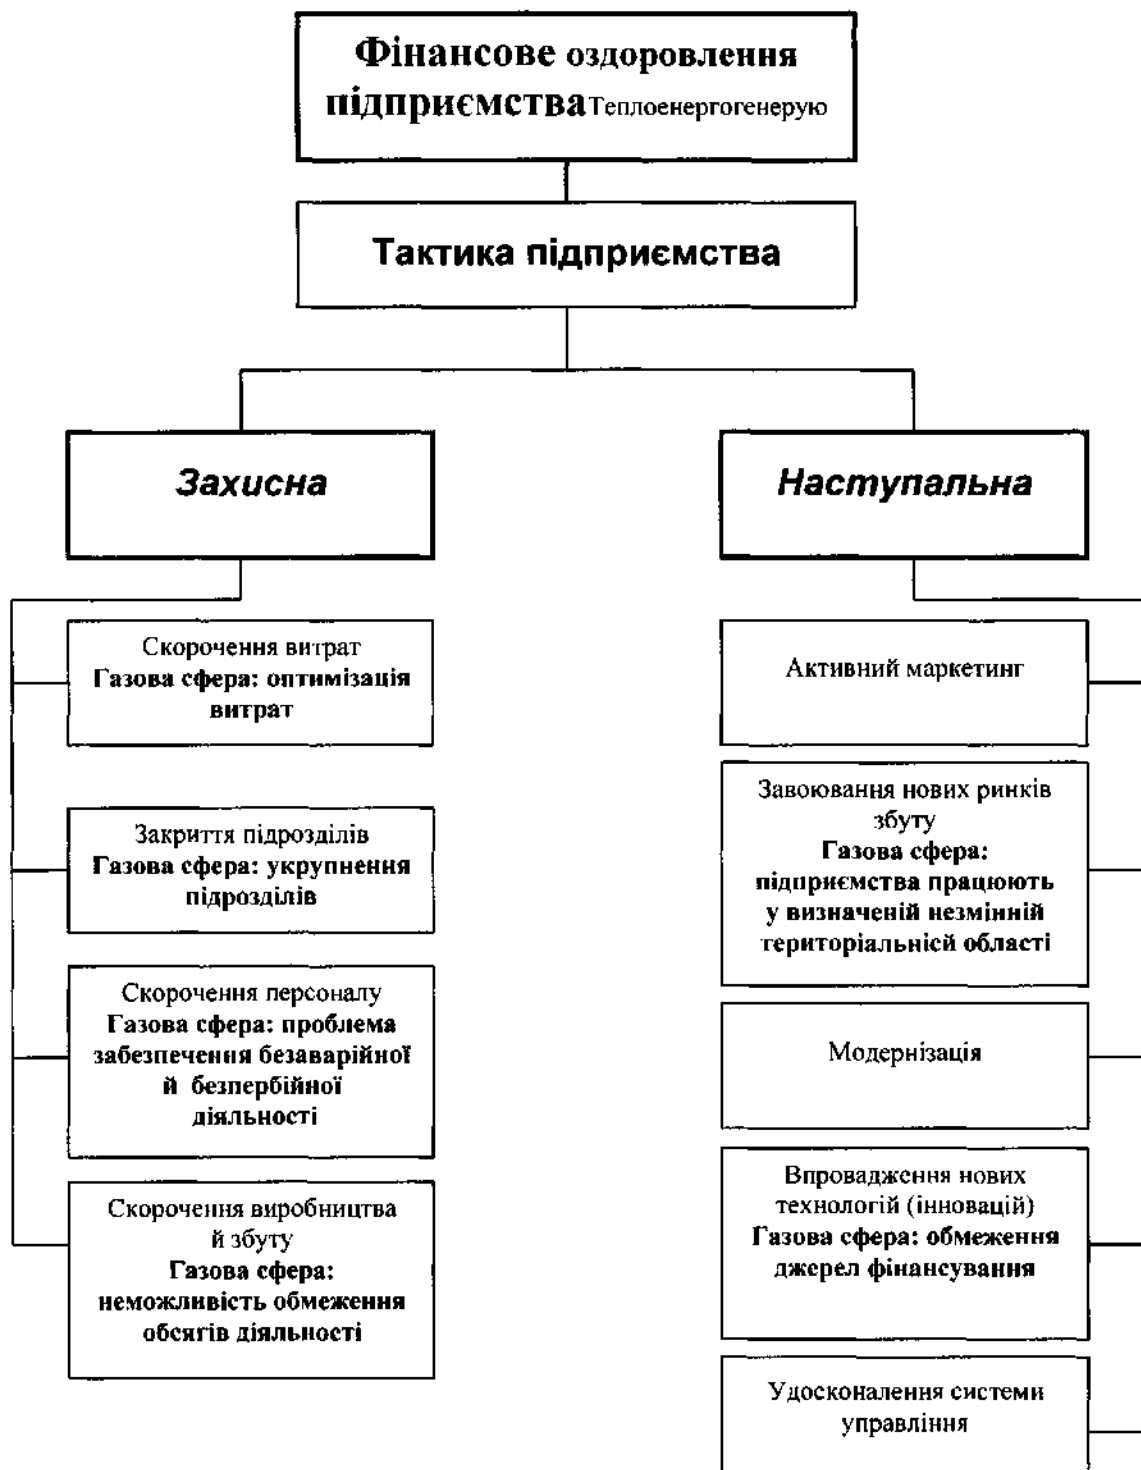 Фінансове оздоровлення
підприємстваТеплоенергогенерую
Тактика підприємства
Захисна
Наступальна
Скорочення витрат
Газова сфера: оптимізація
витрат
Закриття підрозділів
Газова сфера: укрупнення
підрозділів
Скорочення персоналу
Газова сфера: проблема
забезпечення безаварійної
й безпербійної
діяльності
Скорочення виробництва
й збуту
Газова сфера:
неможливість обмеження
обсягів діяльності
Активний маркетинг
Завоювання нових ринків
збуту
Газова сфера:
підприємства працюють
у визначеній незмінній
територіальнісй області
Модернізація
Впровадження нових
технологій (інновацій)
Газова сфера: обмеження
джерел фінансування
Удосконалення системи
управління